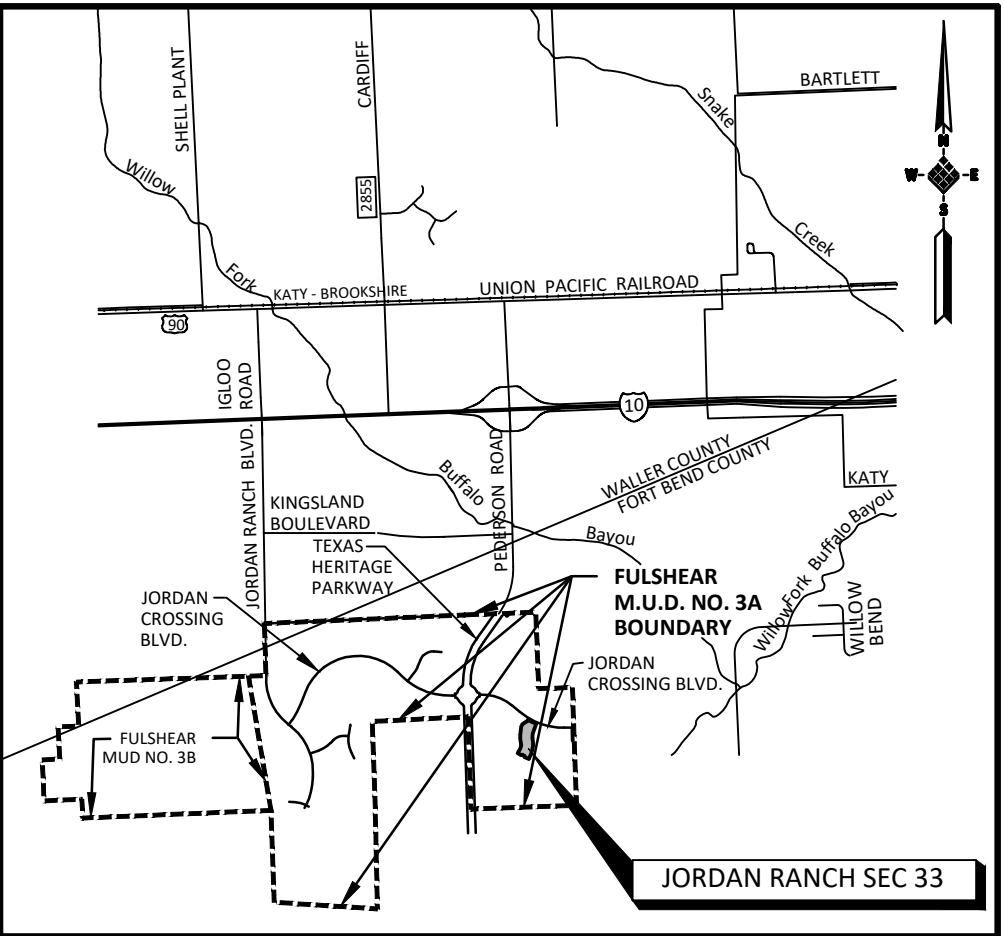 SHELL PLANT
CARDIFF
BARTLETT
Snake
Creek
N
W
E
S
Willow
Fork
2855
KATY - BROOKSHIRE
UNION PACIFIC RAILROAD
90
IGLOO
ROAD
10
JORDAN RANCH BLVD.
Buffalo
Bayou
PEDERSON ROAD
WALLER COUNTY
FORT BEND COUNTY
KATY
KINGSLAND
BOULEVARD
TEXAS
HERITAGE
PARKWAY
Willow Fork Buffalo Bayou
WILLOW
BEND
JORDAN
CROSSING
BLVD.
FULSHEAR
M.U.D. NO. 3A
BOUNDARY
JORDAN
CROSSING BLVD.
FULSHEAR
MUD NO. 3B
JORDAN RANCH SEC 33